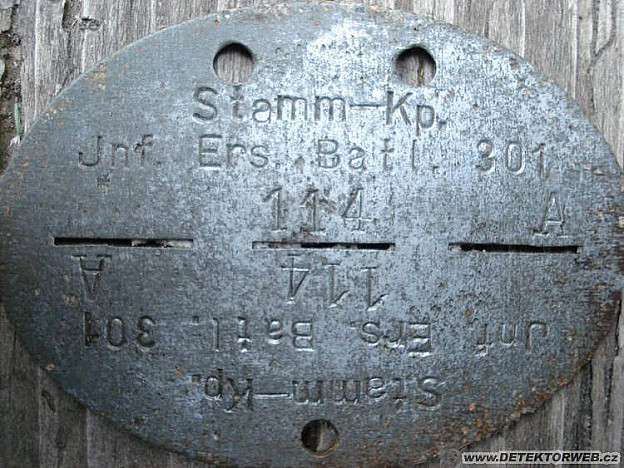 Stamm-Kp.
Jnf. Ers. Batl. 301
114 A
114 A
Jnf. Ers. Batl. 301
Stamm-Kp.
www.DETEKTORWEB.cz